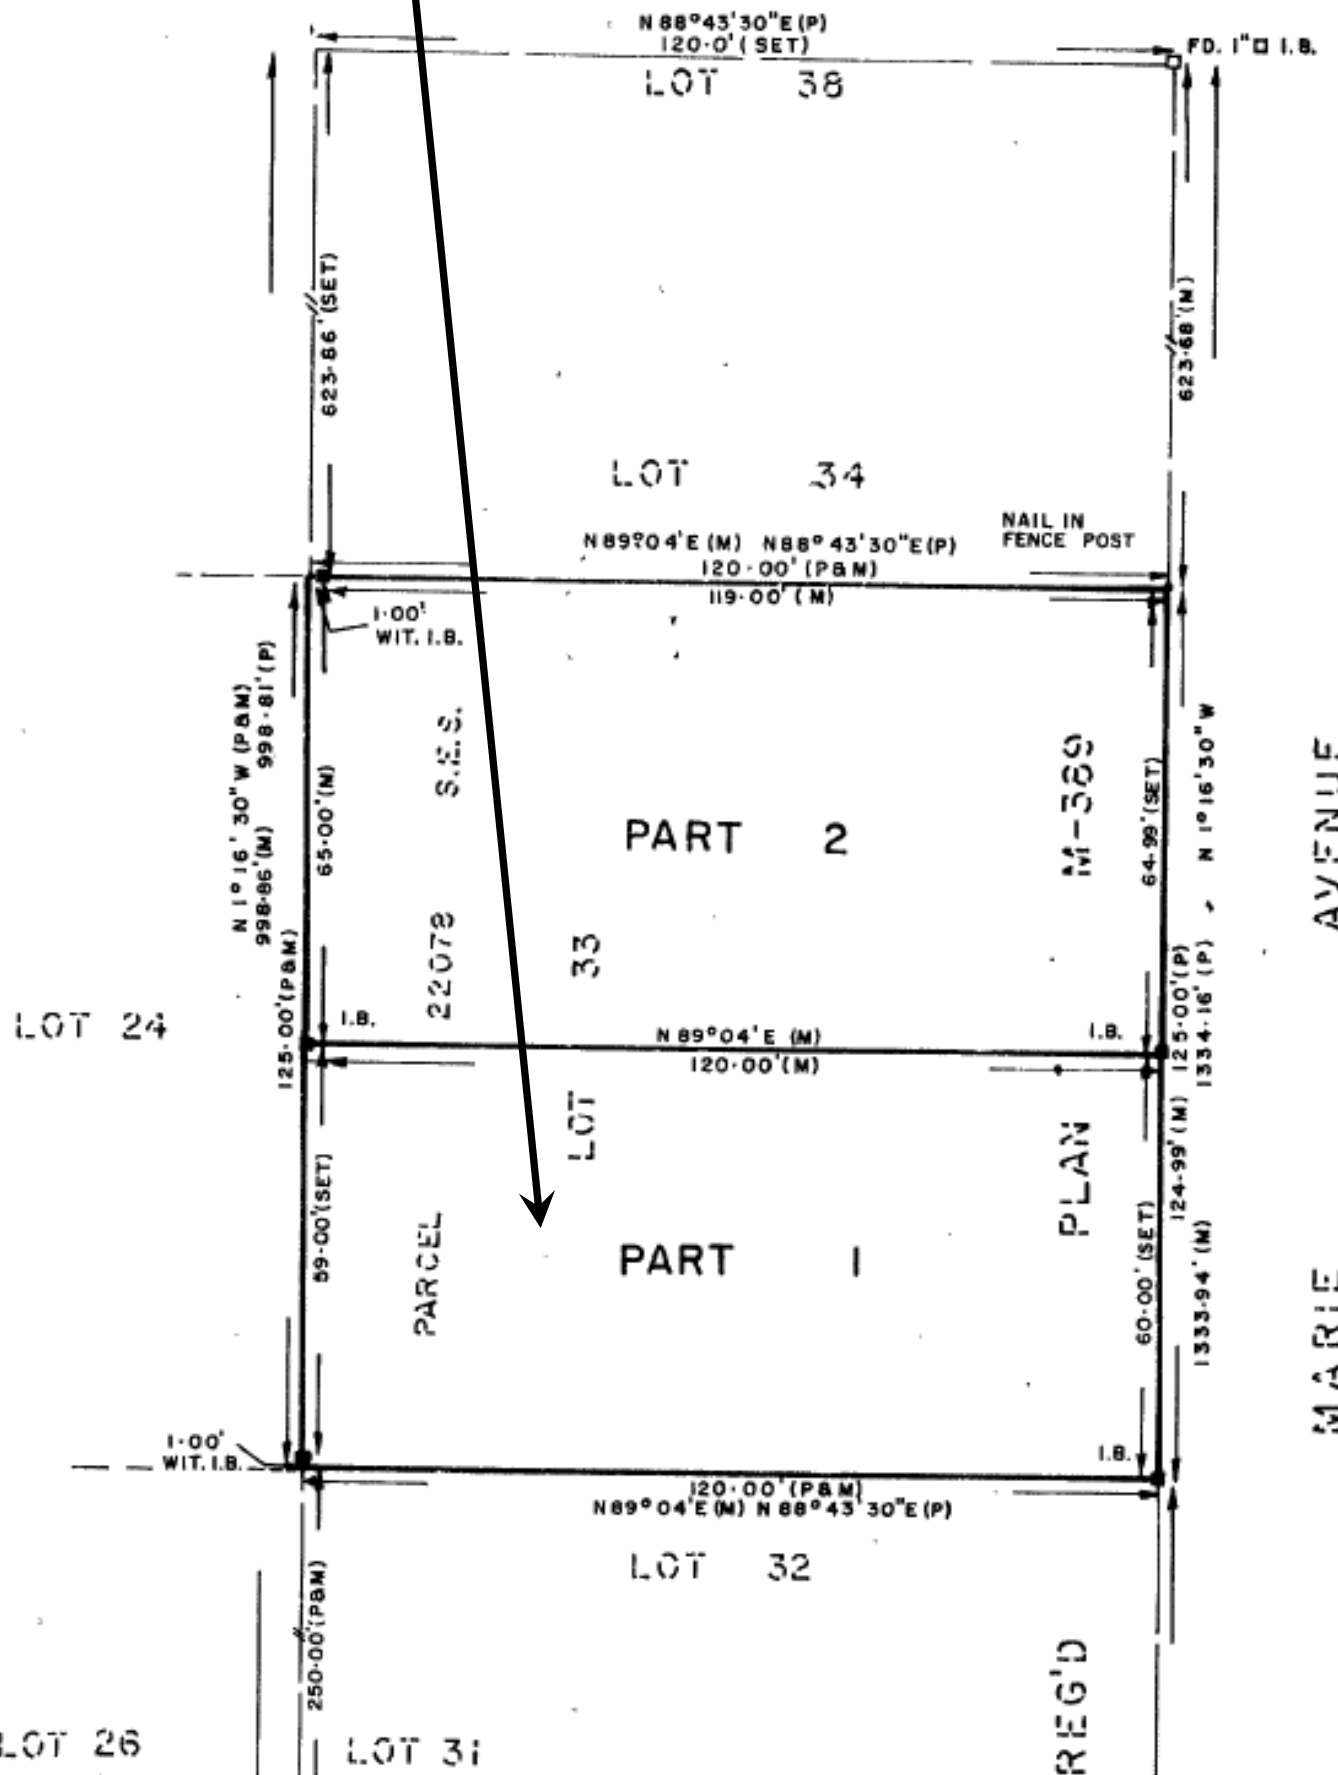 N 88°43'30"E (P)
120·0' ( SET)
FD. 1"□ I.B.
LOT 38
623·86' (SET)
623·68' (M)
LOT 34
NAIL IN
FENCE POST
N 89°04'E (M) N 88°43'30"E (P)
120·00' (P&M)
119·00' ( M)
1·00'
WIT. I.B.
N 1°16'30"W (P&M)
998·86' (M) 998·81' (P)
65·00' (M)
S.E.S.
M-389
64·99' (SET)
N 1°16'30"W
AVENUE
PART 2
22078
33
125·00' (P&M)
125·00' (P)
1334·16' (P)
LOT 24
I.B.
N 89°04'E (M)
I.B.
120·00' (M)
LOT
PLAN
124·99' (M)
59·00' (SET)
PARCEL
PART 1
60·00' (SET)
1333·94' (M)
MARIE
1·00'
WIT. I.B.
I.B.
120·00' (P&M)
N 89°04'E (M) N 88°43'30"E (P)
LOT 32
250·00' (P&M)
REG'D
LOT 26
LOT 31